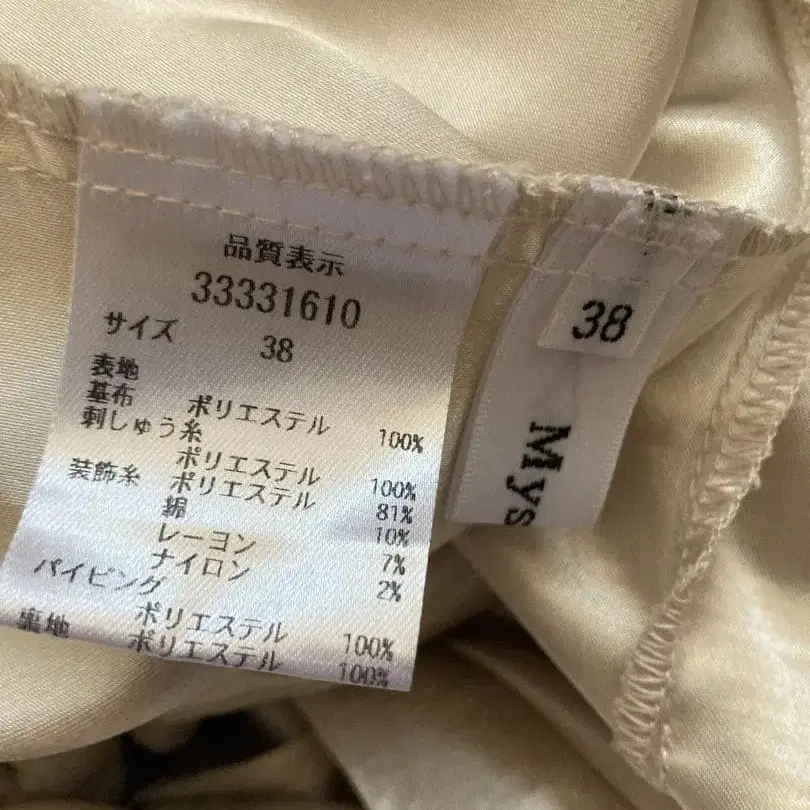 品質表示
33331610
サイズ 38
表地
基布 ポリエステル 100%
刺しゅう糸
ポリエステル 100%
装飾糸 ポリエステル 81%
綿 10%
レーヨン 7%
ナイロン 2%
パイピング
ポリエステル 100%
裏地 ポリエステル 100%
38
Mys